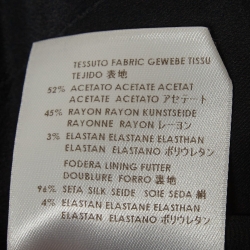 TESSUTO FABRIC GEWEBE TISSU
TEJIDO 表地
52% ACETATO ACETATE ACETAT
ACETATE ACETATO アセテート
45% RAYON RAYON KUNSTSEIDE
RAYONNE RAYON レーヨン
3% ELASTAN ELASTANE ELASTHAN
ELASTAN ELASTANO ポリウレタン
FODERA LINING FUTTER
DOUBLURE FORRO 裏地
96% SETA SILK SEIDE SOIE SEDA 絹
4% ELASTAN ELASTANE ELASTHAN
ELASTAN ELASTANO ポリウレタン